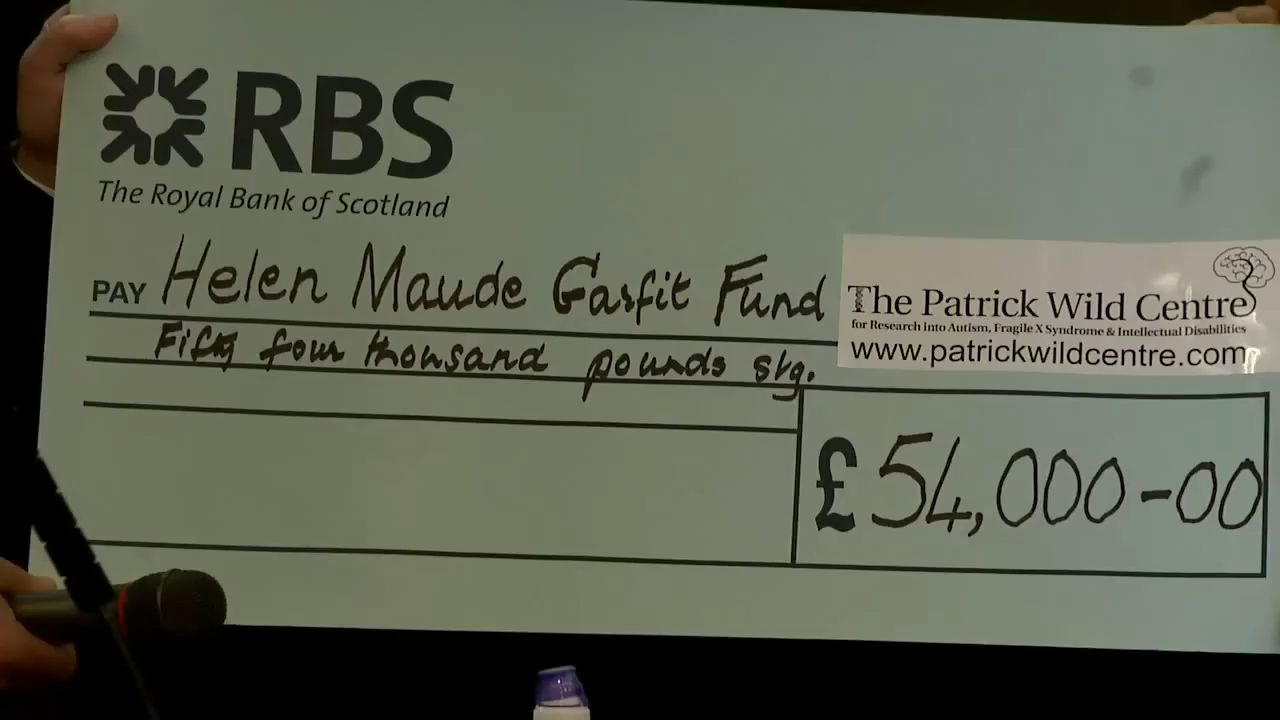 RBS
The Royal Bank of Scotland
PAY Helen Maude Garfit Fund
Fifty four thousand pounds stg.
The Patrick Wild Centre
for Research into Autism, Fragile X Syndrome & Intellectual Disabilities
www.patrickwildcentre.com
£54,000-00